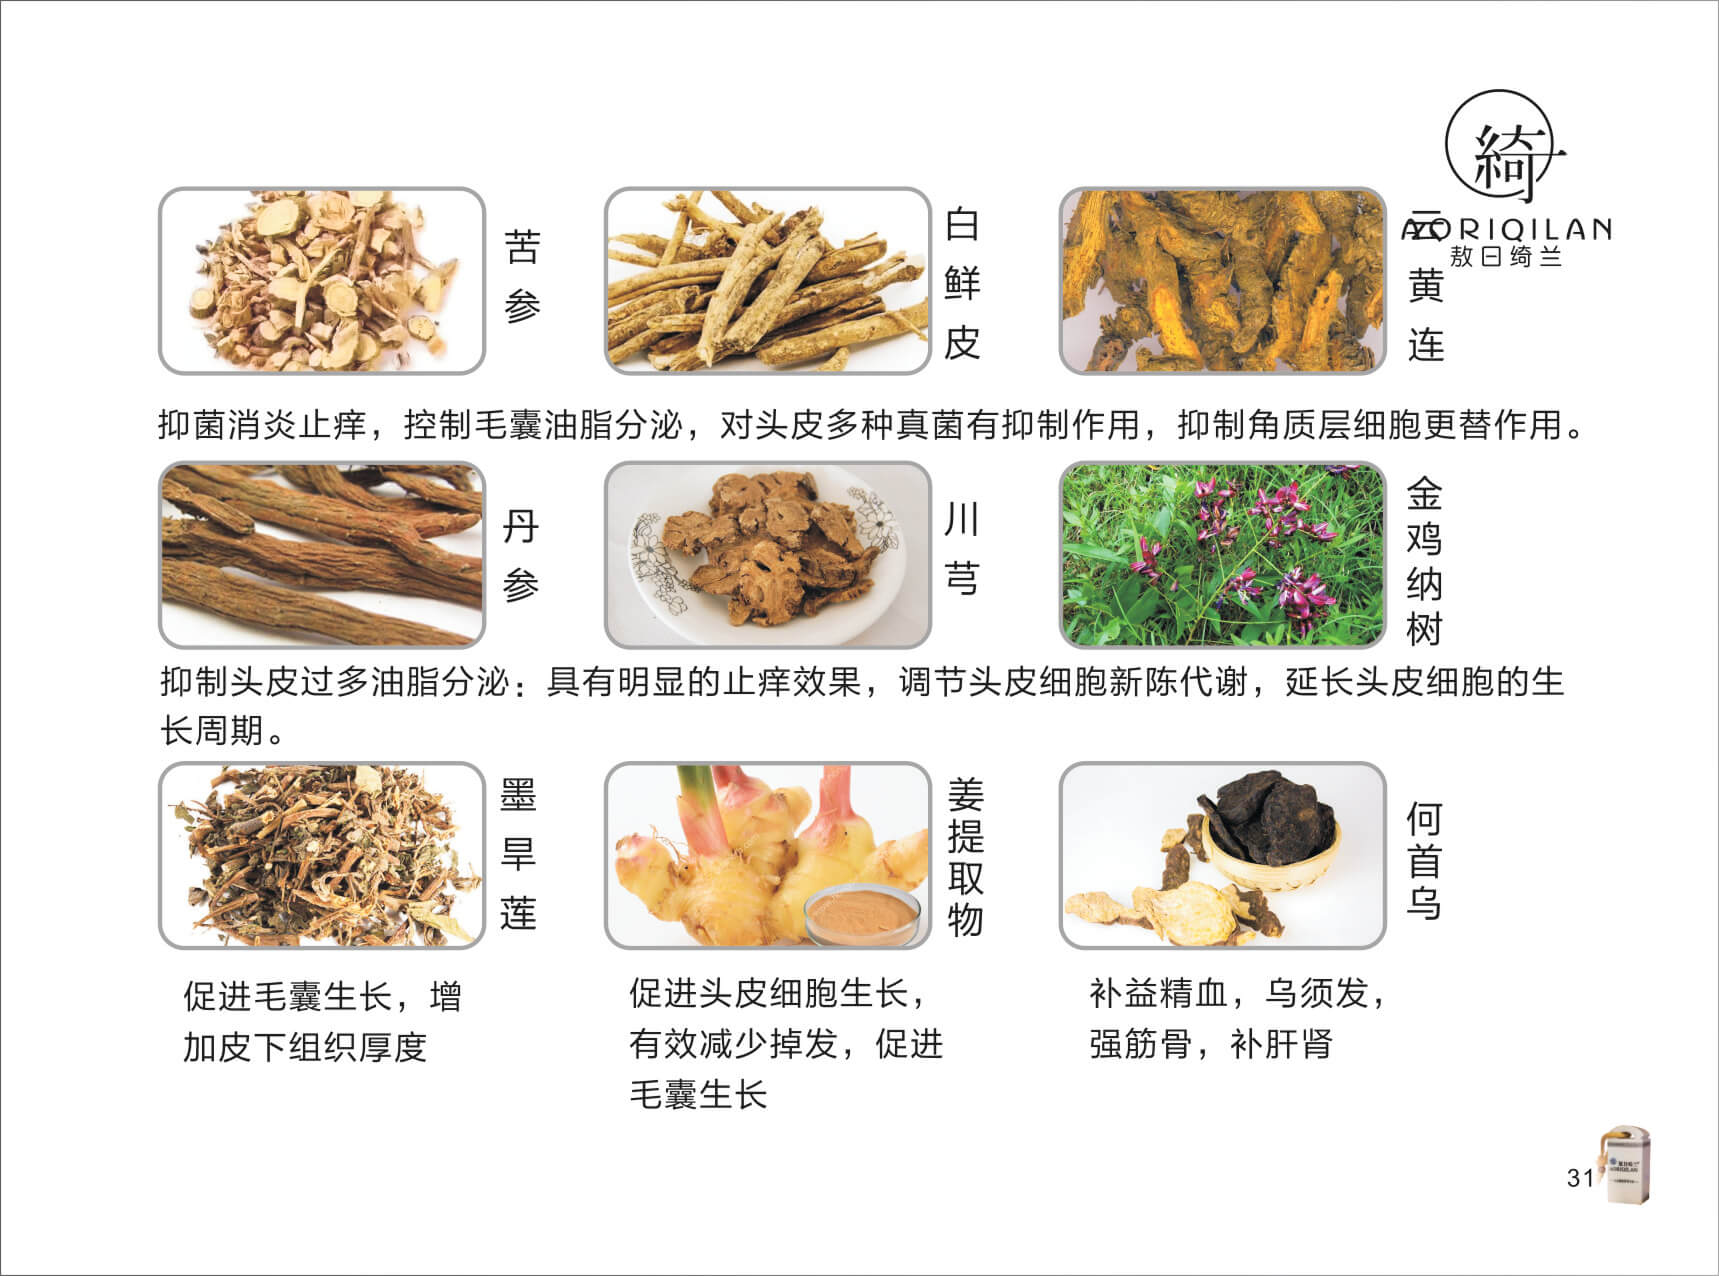 綺
AORIQILAN
敖日绮兰
苦参
白鲜皮
云黄连
抑菌消炎止痒，控制毛囊油脂分泌，对头皮多种真菌有抑制作用，抑制角质层细胞更替作用。
丹参
川芎
金鸡纳树
抑制头皮过多油脂分泌：具有明显的止痒效果，调节头皮细胞新陈代谢，延长头皮细胞的生
长周期。
墨旱莲
姜提取物
何首乌
促进毛囊生长，增
加皮下组织厚度
促进头皮细胞生长，
有效减少掉发，促进
毛囊生长
补益精血，乌须发，
强筋骨，补肝肾
31